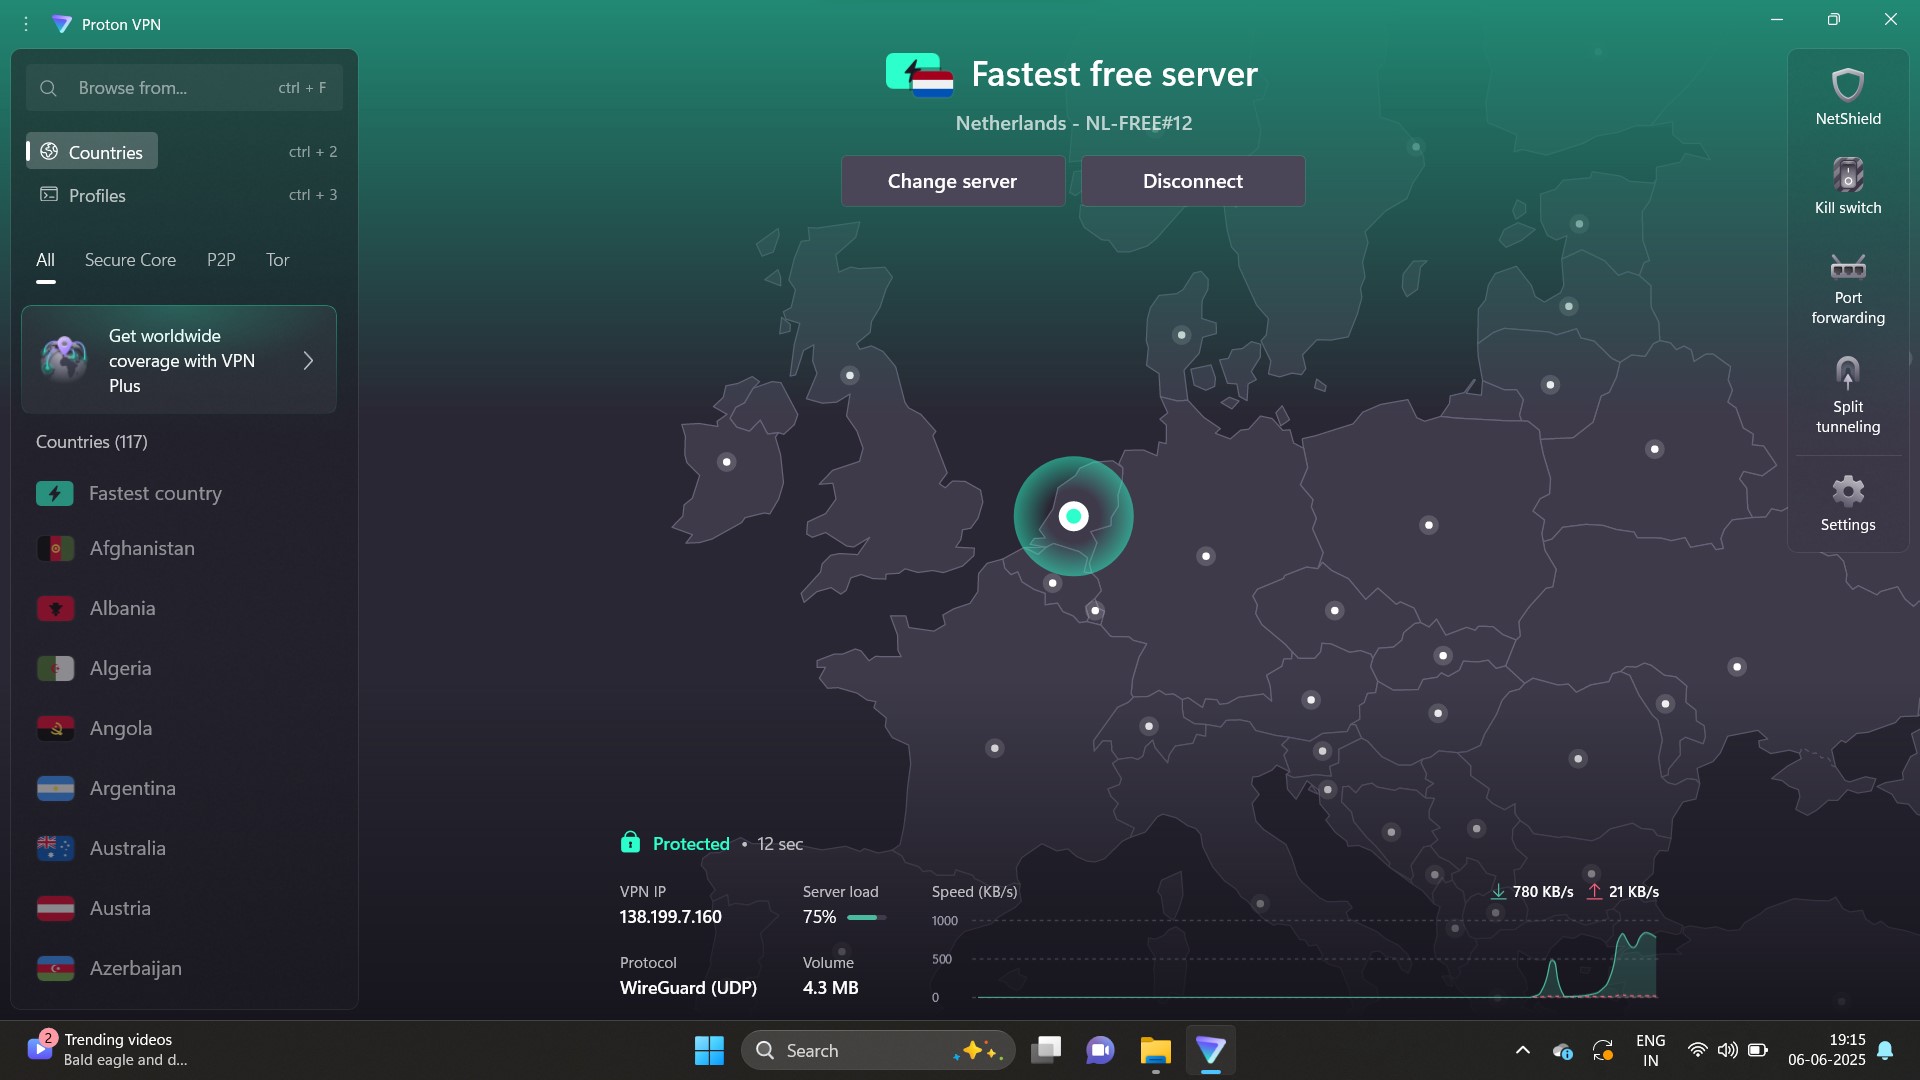 Proton VPN
Browse from...
ctrl + F
Countries
ctrl + 2
Profiles
ctrl + 3
All
Secure Core
P2P
Tor
Get worldwide
coverage with VPN
Plus
Countries (117)
Fastest country
Afghanistan
Albania
Algeria
Angola
Argentina
Australia
Austria
Azerbaijan
Fastest free server
Netherlands - NL-FREE#12
Change server
Disconnect
NetShield
Kill switch
Port
forwarding
Split
tunneling
Settings
Protected • 12 sec
VPN IP
138.199.7.160
Server load
75%
Protocol
WireGuard (UDP)
Volume
4.3 MB
Speed (KB/s)
780 KB/s
21 KB/s
1000
500
0
2
Trending videos
Bald eagle and d...
Search
ENG
IN
19:15
06-06-2025